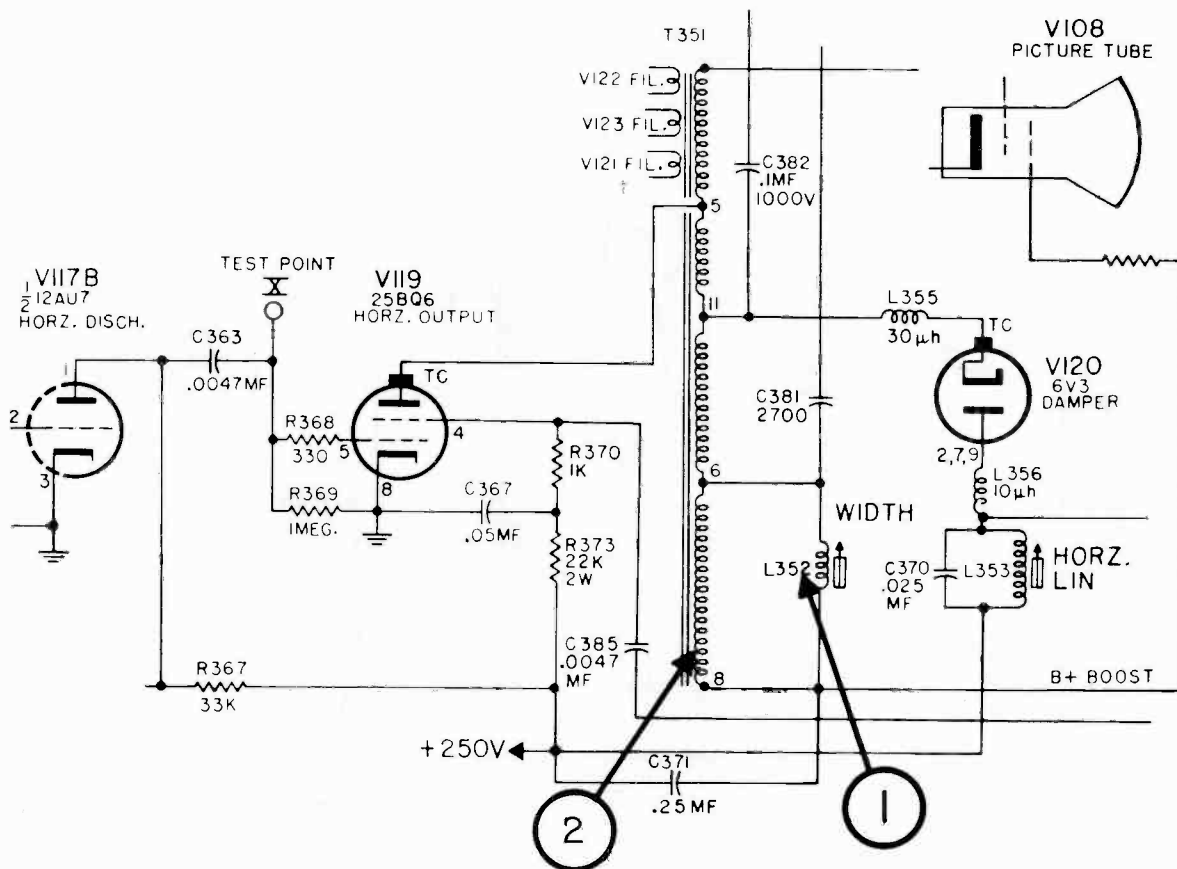 T351
V108
PICTURE TUBE
V122 FIL.
V123 FIL.
V121 FIL.
C382
.1MF
1000V
5
V117B
1/2 12AU7
HORZ. DISCH.
TEST POINT
X
V119
25BQ6
HORZ. OUTPUT
11
L355
30μh
TC
C363
.0047MF
1
TC
V120
6V3
DAMPER
2
R368
330
5
4
C381
2700
R370
1K
2,7,9
3
8
6
L356
10μh
R369
1MEG.
C367
.05MF
WIDTH
R373
22K
2W
L352
C370
.025
MF
L353
HORZ.
LIN
C385
.0047
MF
R367
33K
8
B+ BOOST
+250V
C371
.25MF
1
2